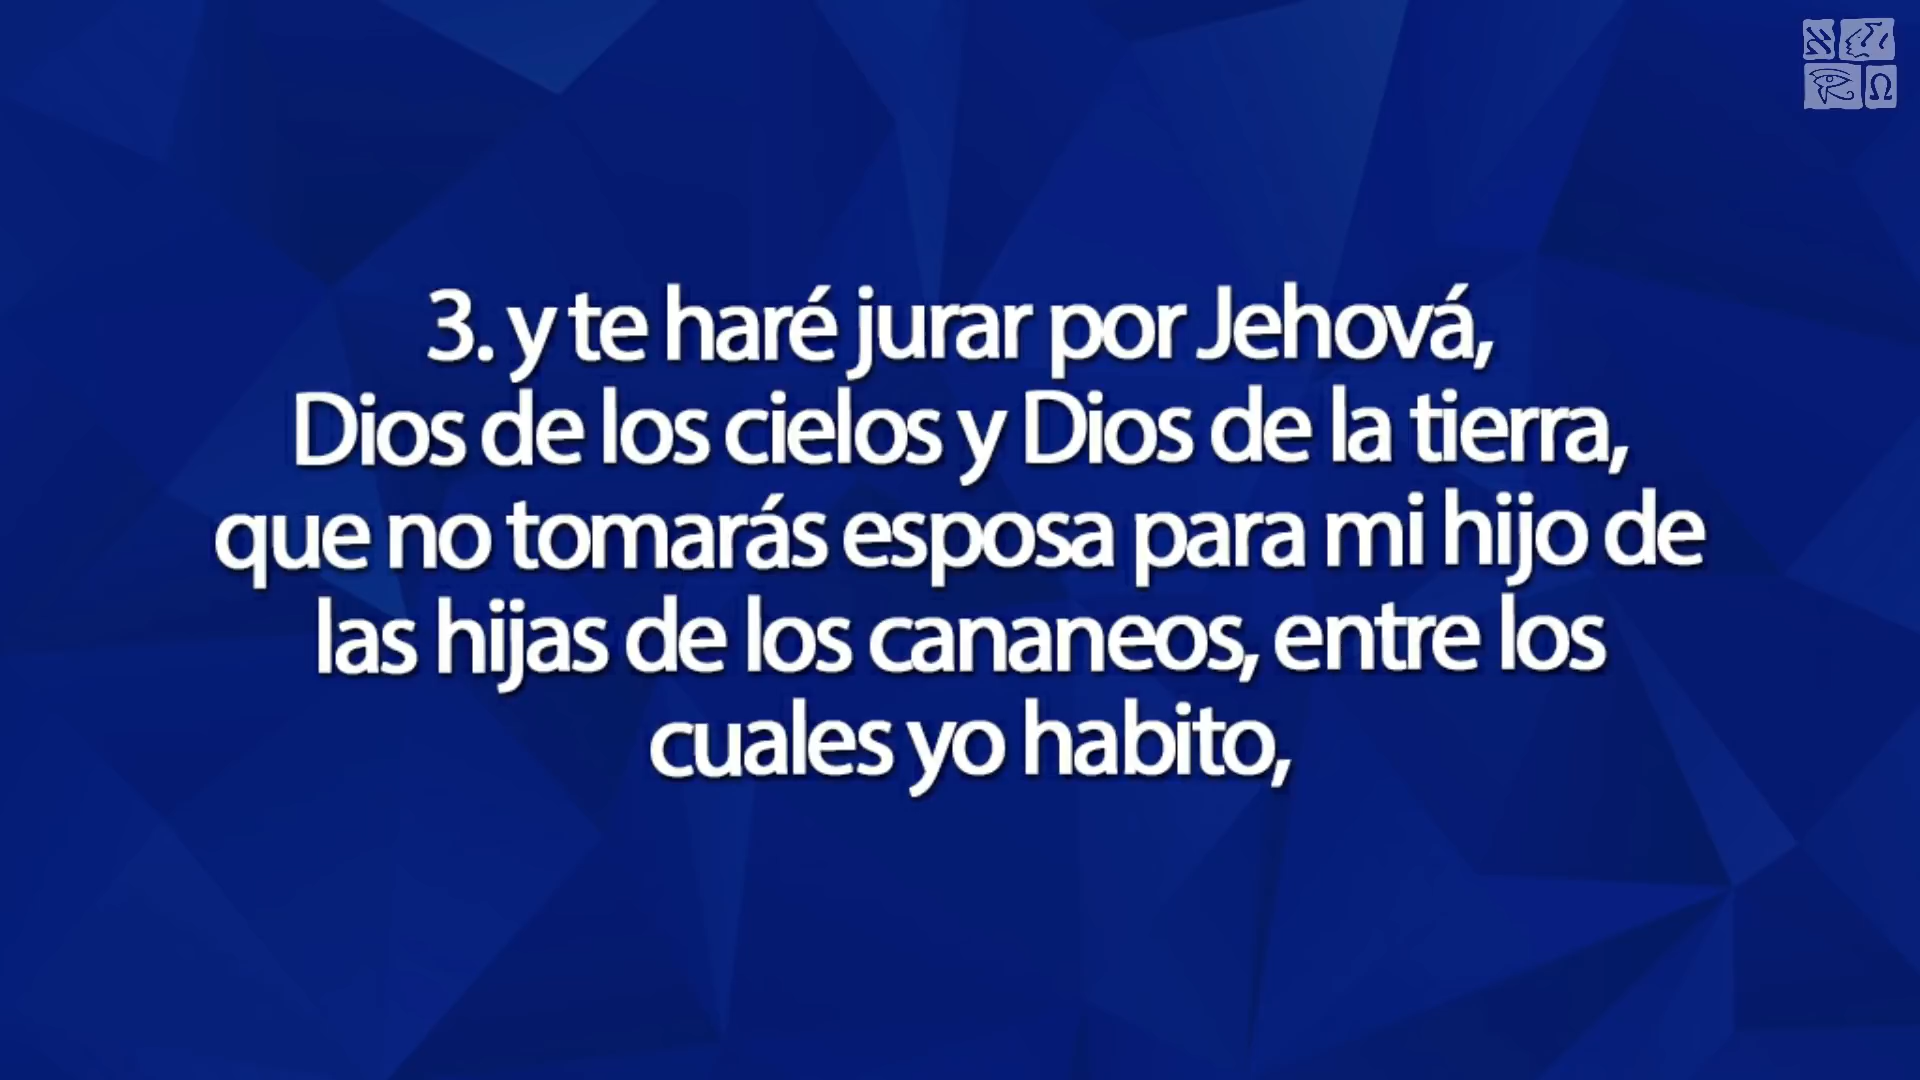 3. y te haré jurar por Jehová,
Dios de los cielos y Dios de la tierra,
que no tomarás esposa para mi hijo de
las hijas de los cananeos, entre los
cuales yo habito,